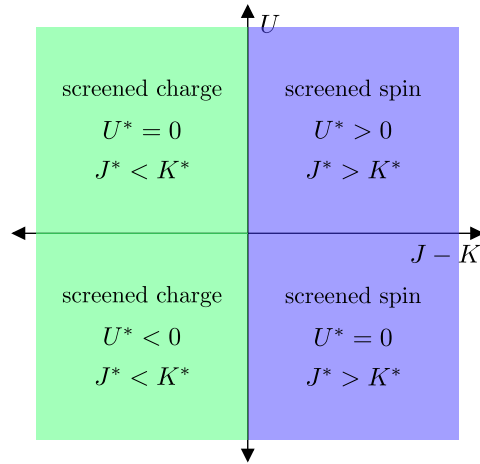 U
screened charge
U* = 0
J* < K*
screened spin
U* > 0
J* > K*
J − K
screened charge
U* < 0
J* < K*
screened spin
U* = 0
J* > K*